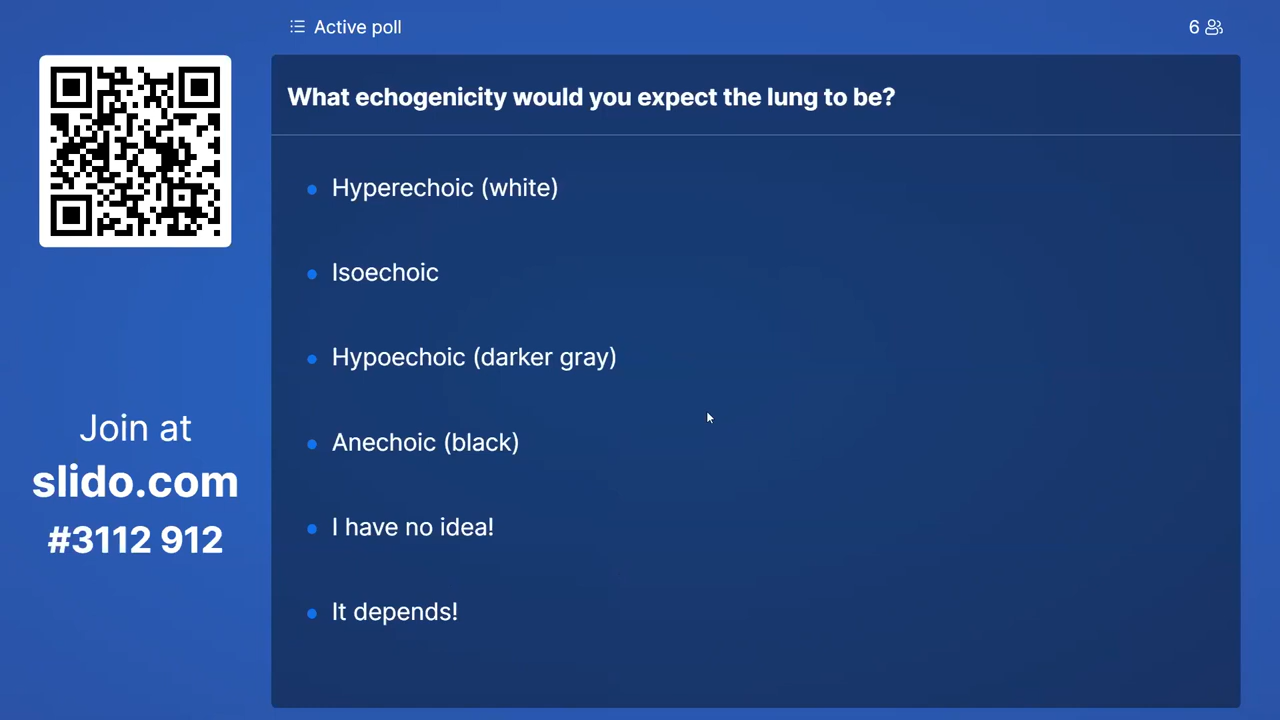 Active poll
6
What echogenicity would you expect the lung to be?
Hyperechoic (white)
Isoechoic
Hypoechoic (darker gray)
Anechoic (black)
I have no idea!
It depends!
Join at
slido.com
#3112 912